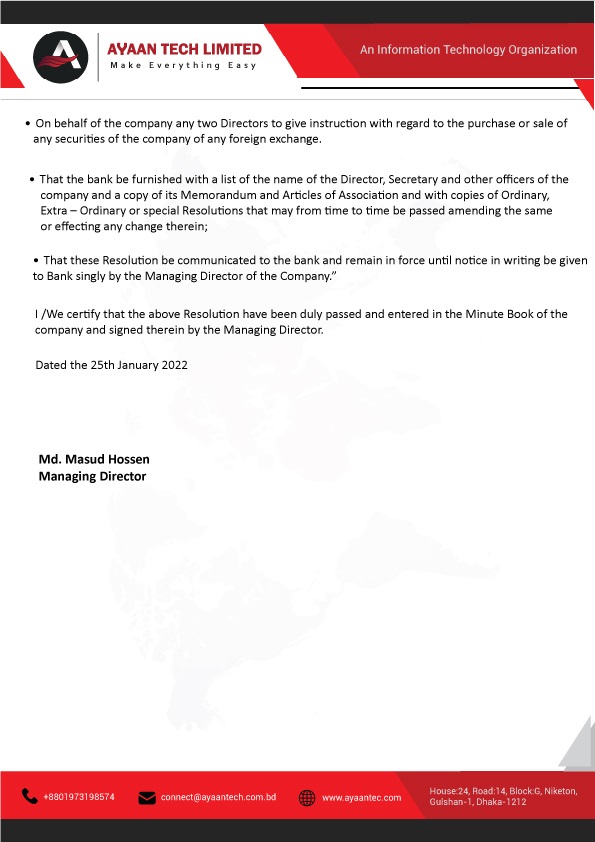 AYAAN TECH LIMITED
Make Everything Easy
An Information Technology Organization
• On behalf of the company any two Directors to give instruction with regard to the purchase or sale of
any securities of the company of any foreign exchange.
• That the bank be furnished with a list of the name of the Director, Secretary and other officers of the
company and a copy of its Memorandum and Articles of Association and with copies of Ordinary,
Extra – Ordinary or special Resolutions that may from time to time be passed amending the same
or effecting any change therein;
• That these Resolution be communicated to the bank and remain in force until notice in writing be given
to Bank singly by the Managing Director of the Company.”
I /We certify that the above Resolution have been duly passed and entered in the Minute Book of the
company and signed therein by the Managing Director.
Dated the 25th January 2022
Md. Masud Hossen
Managing Director
+8801973198574
connect@ayaantech.com.bd
www.ayaantec.com
House:24, Road:14, Block:G, Niketon,
Gulshan-1, Dhaka-1212